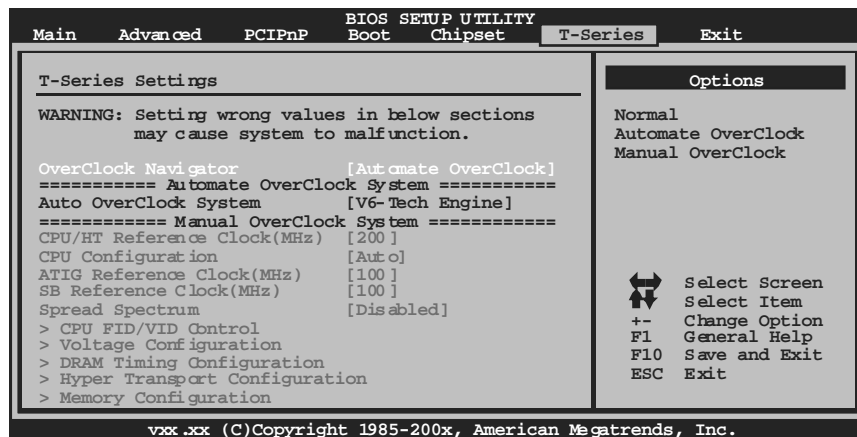 BIOS SETUP UTILITY
Main Advanced PCIPnP Boot Chipset T-Series Exit
T-Series Settings
WARNING: Setting wrong values in below sections
may cause system to malfunction.
OverClock Navigator [Automate OverClock]
=========== Automate OverClock System ===========
Auto OverClock System [V6-Tech Engine]
============ Manual OverClock System ============
CPU/HT Reference Clock(MHz) [200]
CPU Configuration [Auto]
ATIG Reference Clock(MHz) [100]
SB Reference Clock(MHz) [100]
Spread Spectrum [Disabled]
> CPU FID/VID Control
> Voltage Configuration
> DRAM Timing Configuration
> Hyper Transport Configuration
> Memory Configuration
Options
Normal
Automate OverClock
Manual OverClock
Select Screen
Select Item
+- Change Option
F1 General Help
F10 Save and Exit
ESC Exit
vxx.xx (C)Copyright 1985-200x, American Megatrends, Inc.